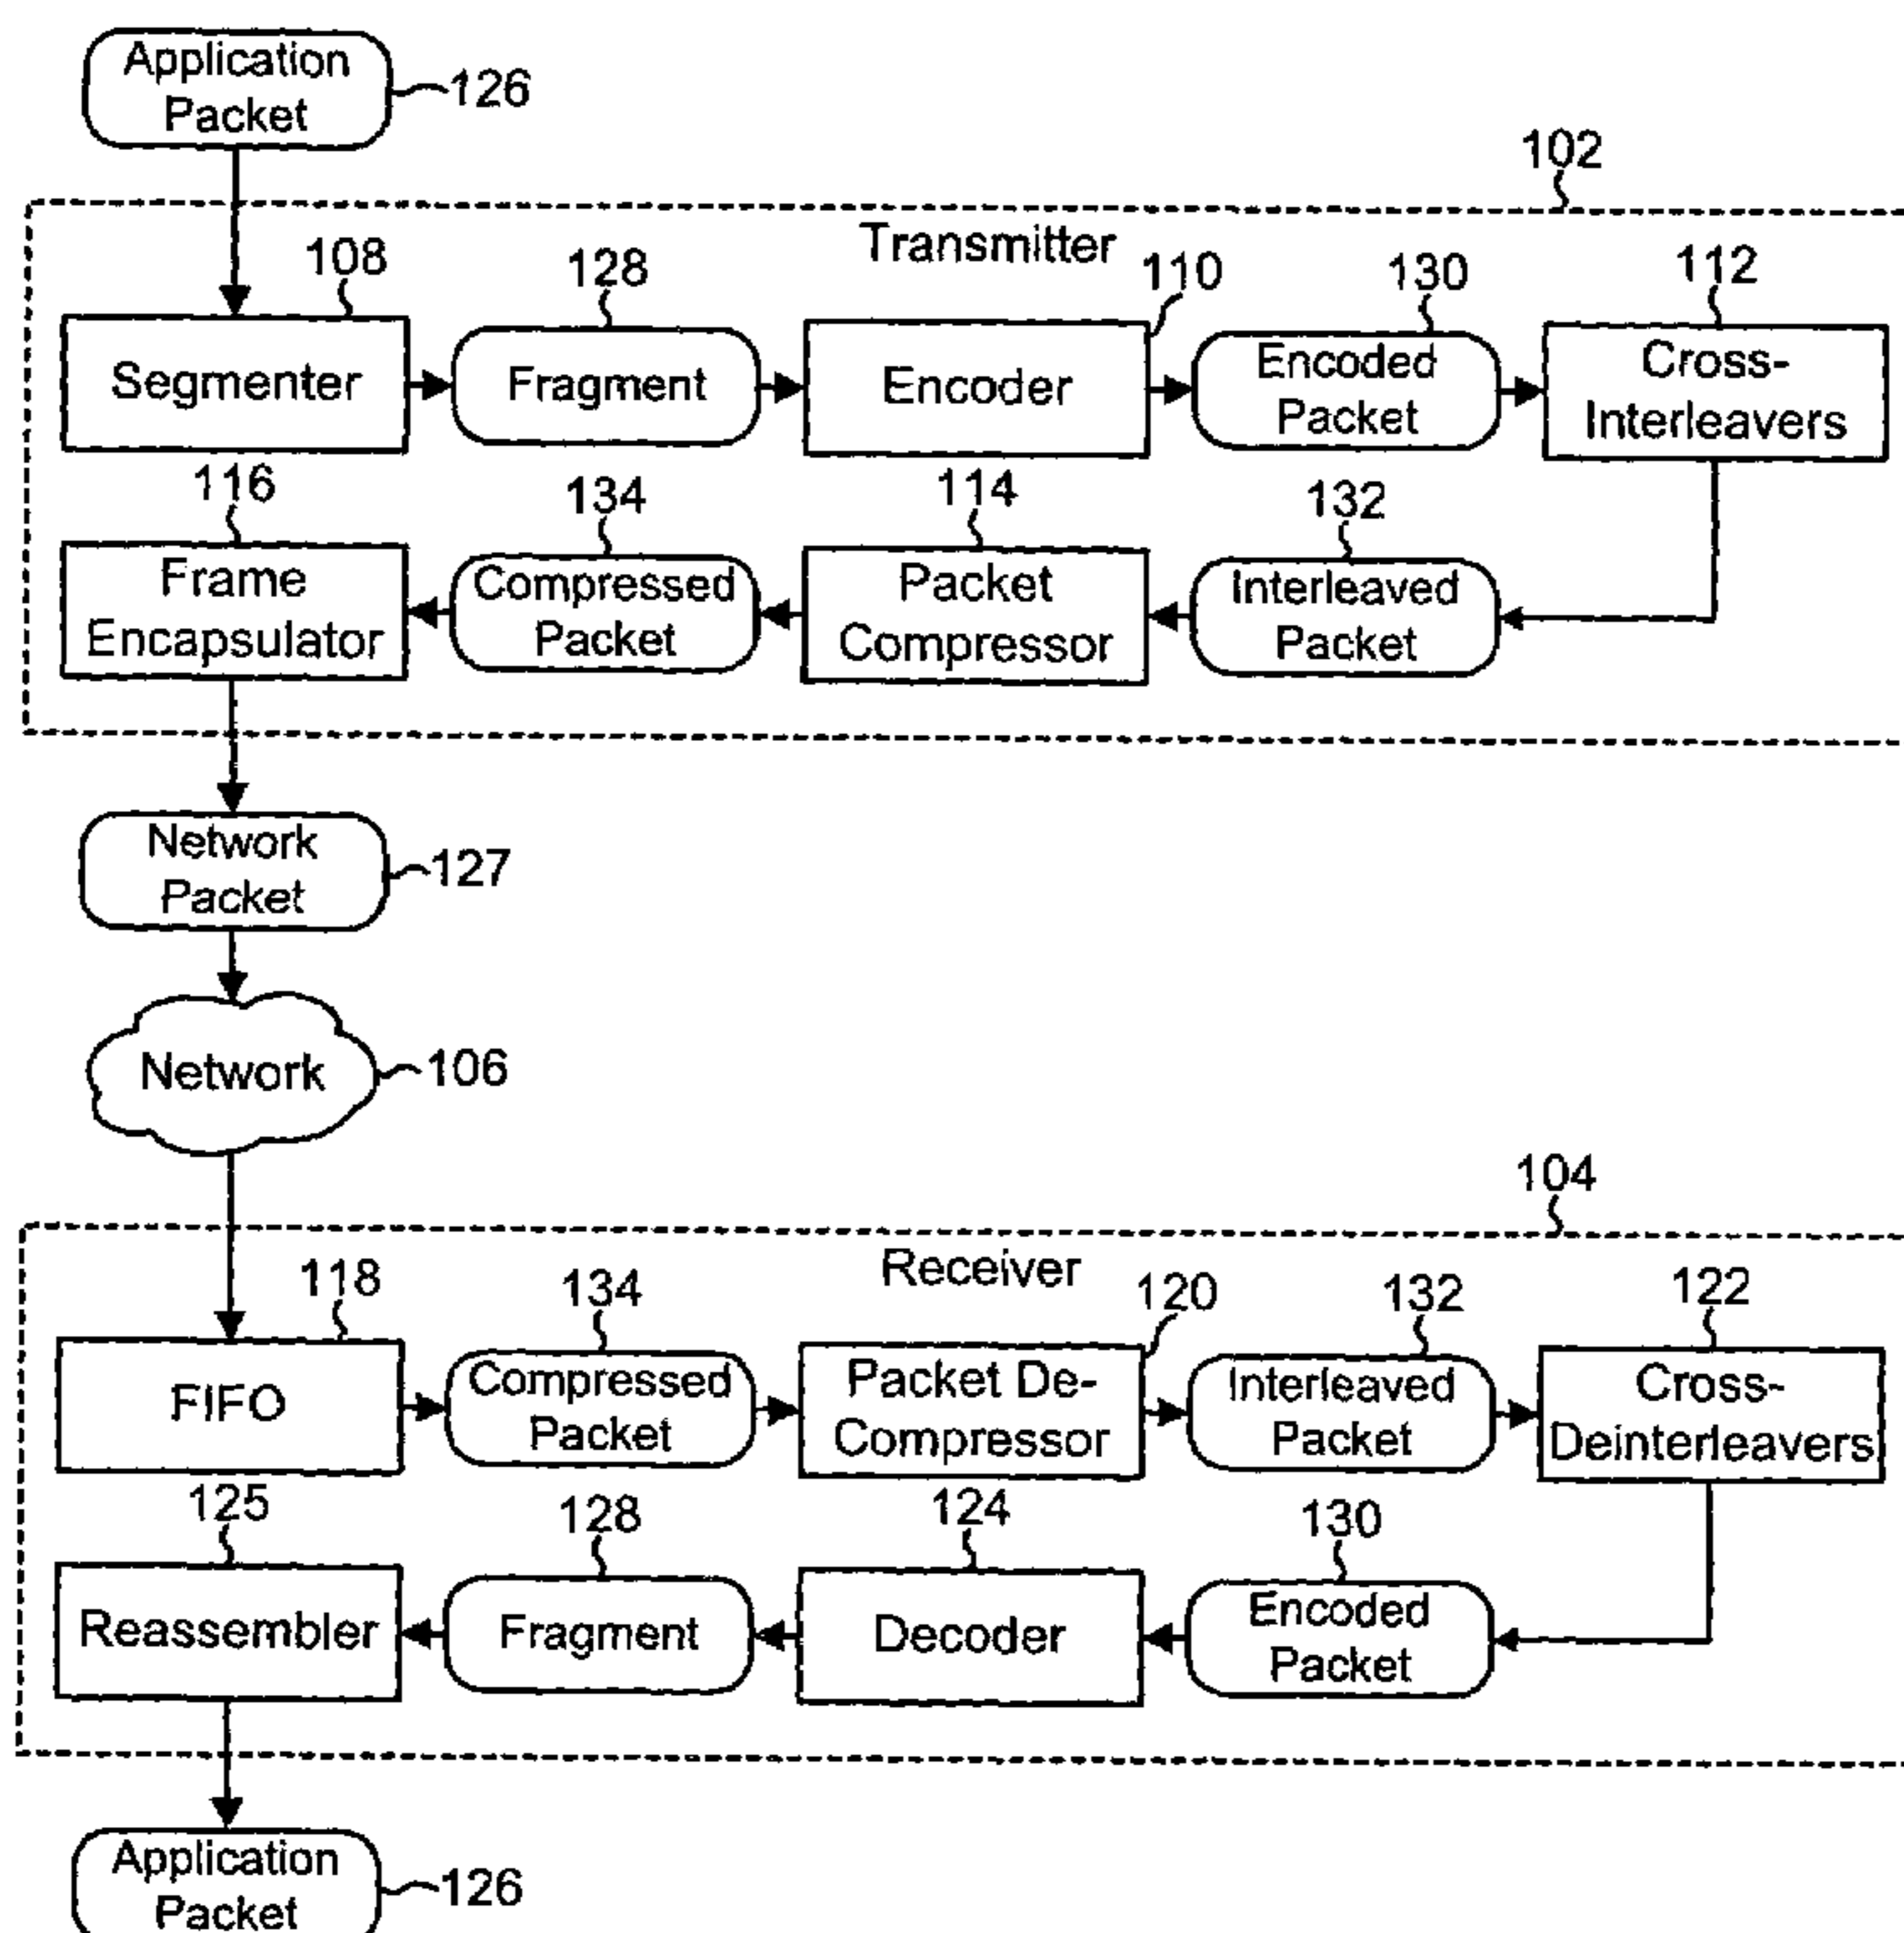 Application
Packet
126
102
Transmitter
108
128
110
130
112
Segmenter
Fragment
Encoder
Encoded
Packet
Cross-
Interleavers
116
134
114
132
Frame
Encapsulator
Compressed
Packet
Packet
Compressor
Interleaved
Packet
Network
Packet
127
Network
106
104
Receiver
118
134
120
132
122
FIFO
Compressed
Packet
Packet De-
Compressor
Interleaved
Packet
Cross-
Deinterleavers
125
128
124
130
Reassembler
Fragment
Decoder
Encoded
Packet
Application
Packet
126